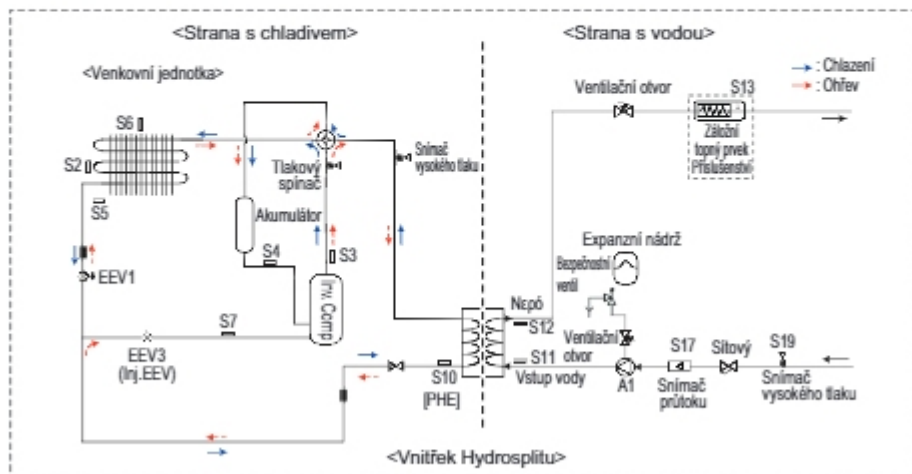 <Strana s chladivem>
<Strana s vodou>
<Venkovní jednotka>
: Chlazení
: Ohřev
Ventilační otvor
S13
Záložní
topný prvek
Příslušenství
S6
S2
S5
Tlakový
spínač
Snímač
vysokého tlaku
Akumulátor
S4
S3
Inv. Comp
EEV1
S7
EEV3
(Inj.EEV)
Expanzní nádrž
Bezpečnostní
ventil
Νερό
S12
Ventilační
otvor
S11
Vstup vody
S10
[PHE]
A1
S17
Snímač
průtoku
Sítový
S19
Snímač
vysokého tlaku
<Vnitřek Hydrosplitu>